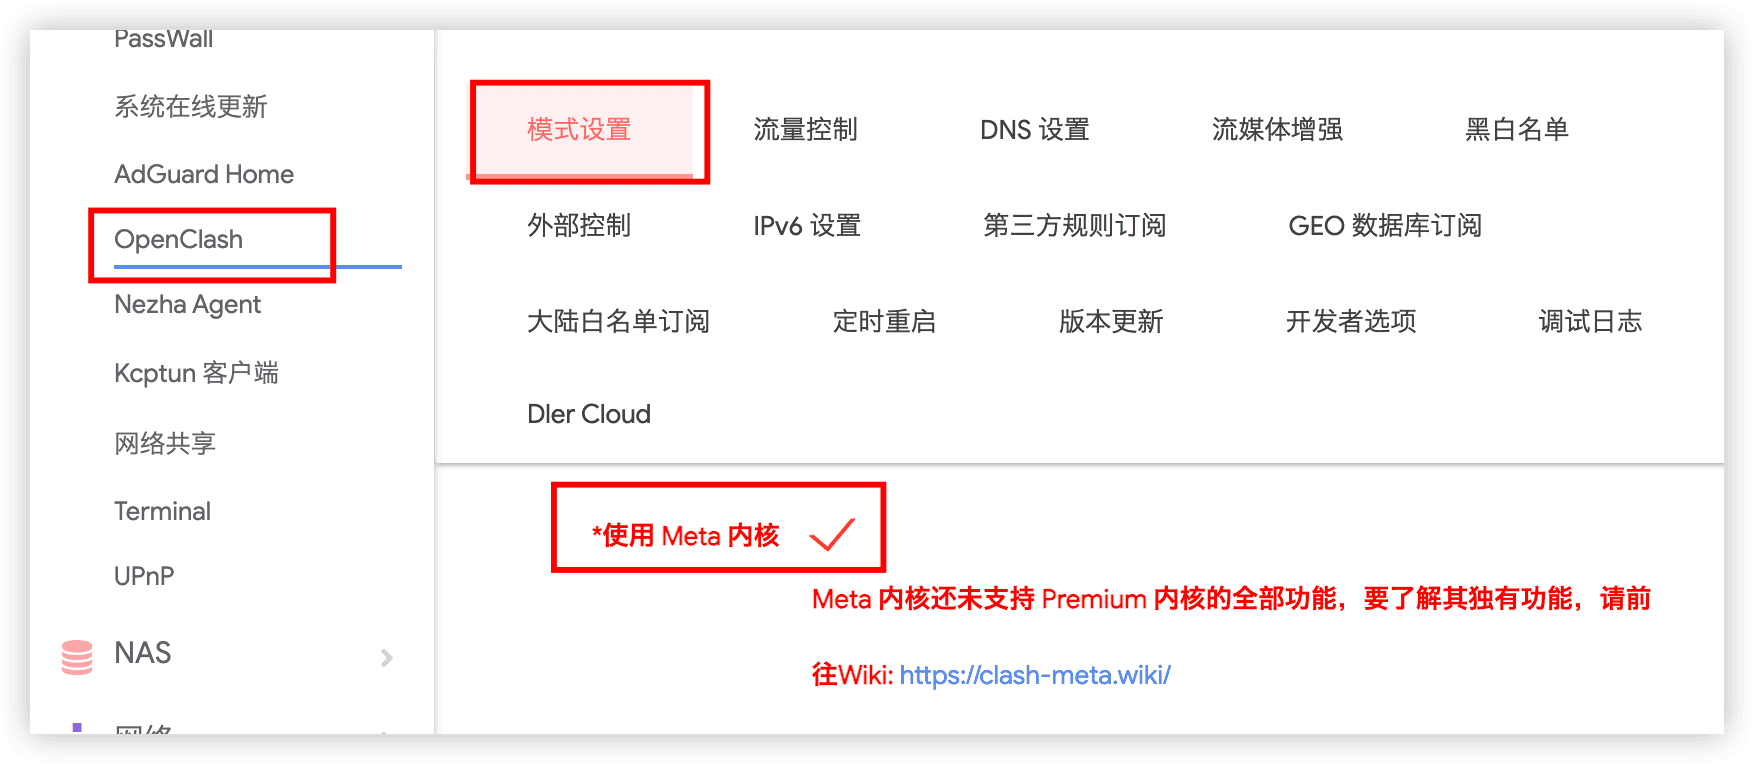 PassWall
系统在线更新
AdGuard Home
OpenClash
Nezha Agent
Kcptun 客户端
网络共享
Terminal
UPnP
NAS
网络
模式设置 流量控制 DNS 设置 流媒体增强 黑白名单
外部控制 IPv6 设置 第三方规则订阅 GEO 数据库订阅
大陆白名单订阅 定时重启 版本更新 开发者选项 调试日志
Dler Cloud
*使用 Meta 内核
Meta 内核还未支持 Premium 内核的全部功能，要了解其独有功能，请前
往Wiki: https://clash-meta.wiki/